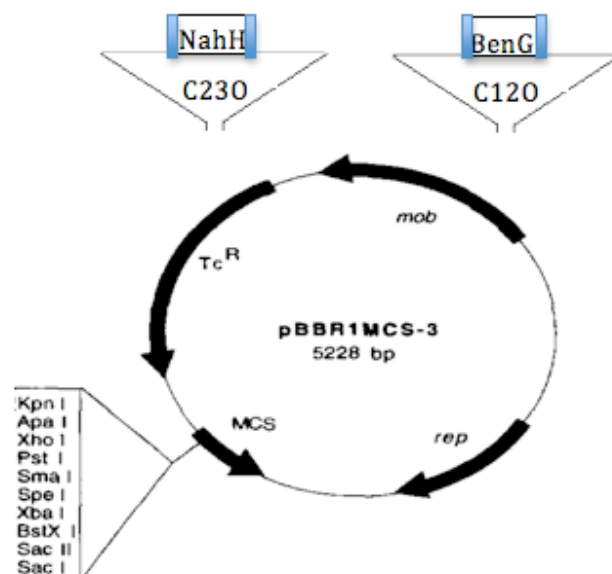 NahH
BenG
C23O
C12O
mob
Tc R
pBBR1MCS-3
5228 bp
MCS
rep
Kpn I
Apa I
Xho I
Pst I
Sma I
Spe I
Xba I
BstX I
Sac II
Sac I